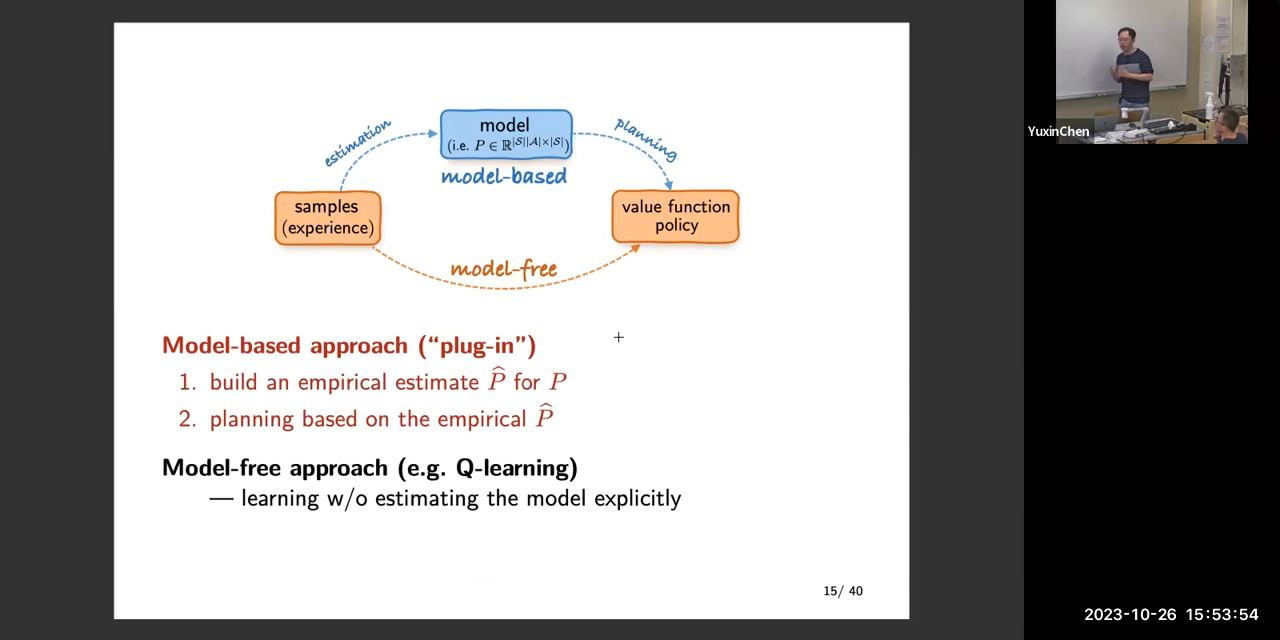 estimation
model
(i.e. P ∈ ℝ^{|𝒮||𝒜|×|𝒮|})
planning
model-based
samples
(experience)
value function
policy
model-free
Model-based approach (“plug-in”)
1. build an empirical estimate P̂ for P
2. planning based on the empirical P̂
Model-free approach (e.g. Q-learning)
— learning w/o estimating the model explicitly
15/ 40
YuxinChen
2023-10-26 15:53:54